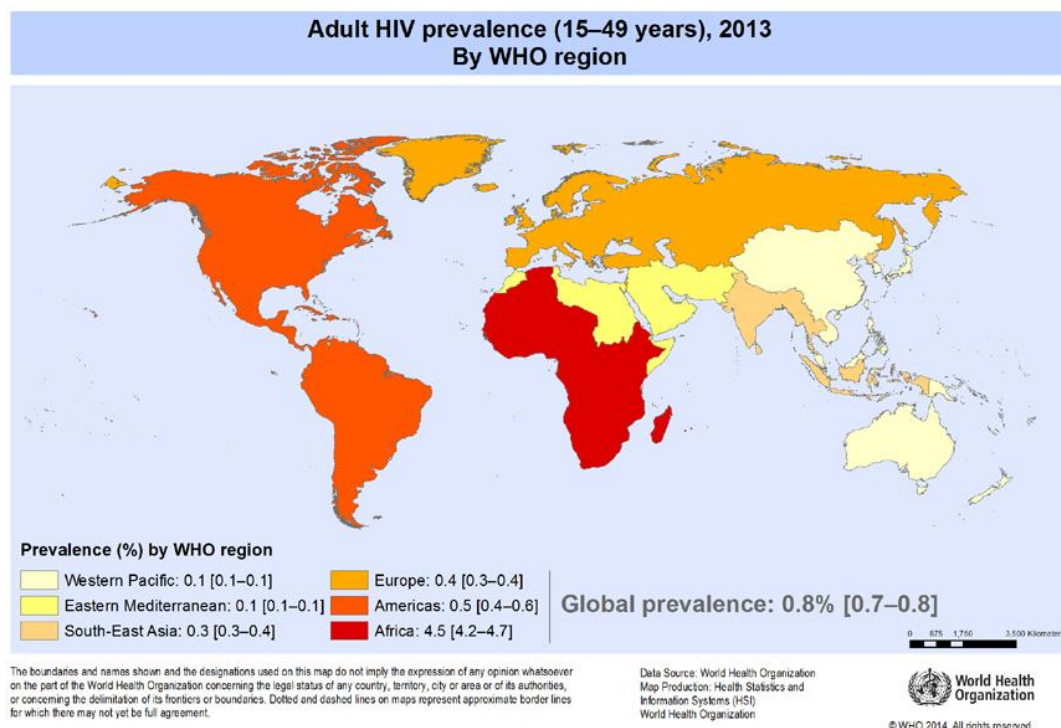 Adult HIV prevalence (15–49 years), 2013
By WHO region
Prevalence (%) by WHO region
Western Pacific: 0.1 [0.1–0.1]
Eastern Mediterranean: 0.1 [0.1–0.1]
South-East Asia: 0.3 [0.3–0.4]
Europe: 0.4 [0.3–0.4]
Americas: 0.5 [0.4–0.6]
Africa: 4.5 [4.2–4.7]
Global prevalence: 0.8% [0.7–0.8]
0 875 1,750 3,500 Kilometer
The boundaries and names shown and the designations used on this map do not imply the expression of any opinion whatsoever
on the part of the World Health Organization concerning the legal status of any country, territory, city or area or of its authorities,
or concerning the delimitation of its frontiers or boundaries. Dotted and dashed lines on maps represent approximate border lines
for which there may not yet be full agreement.
Data Source: World Health Organization
Map Production: Health Statistics and
Information Systems (HSI)
World Health Organization
World Health
Organization
© WHO 2014. All rights reserved